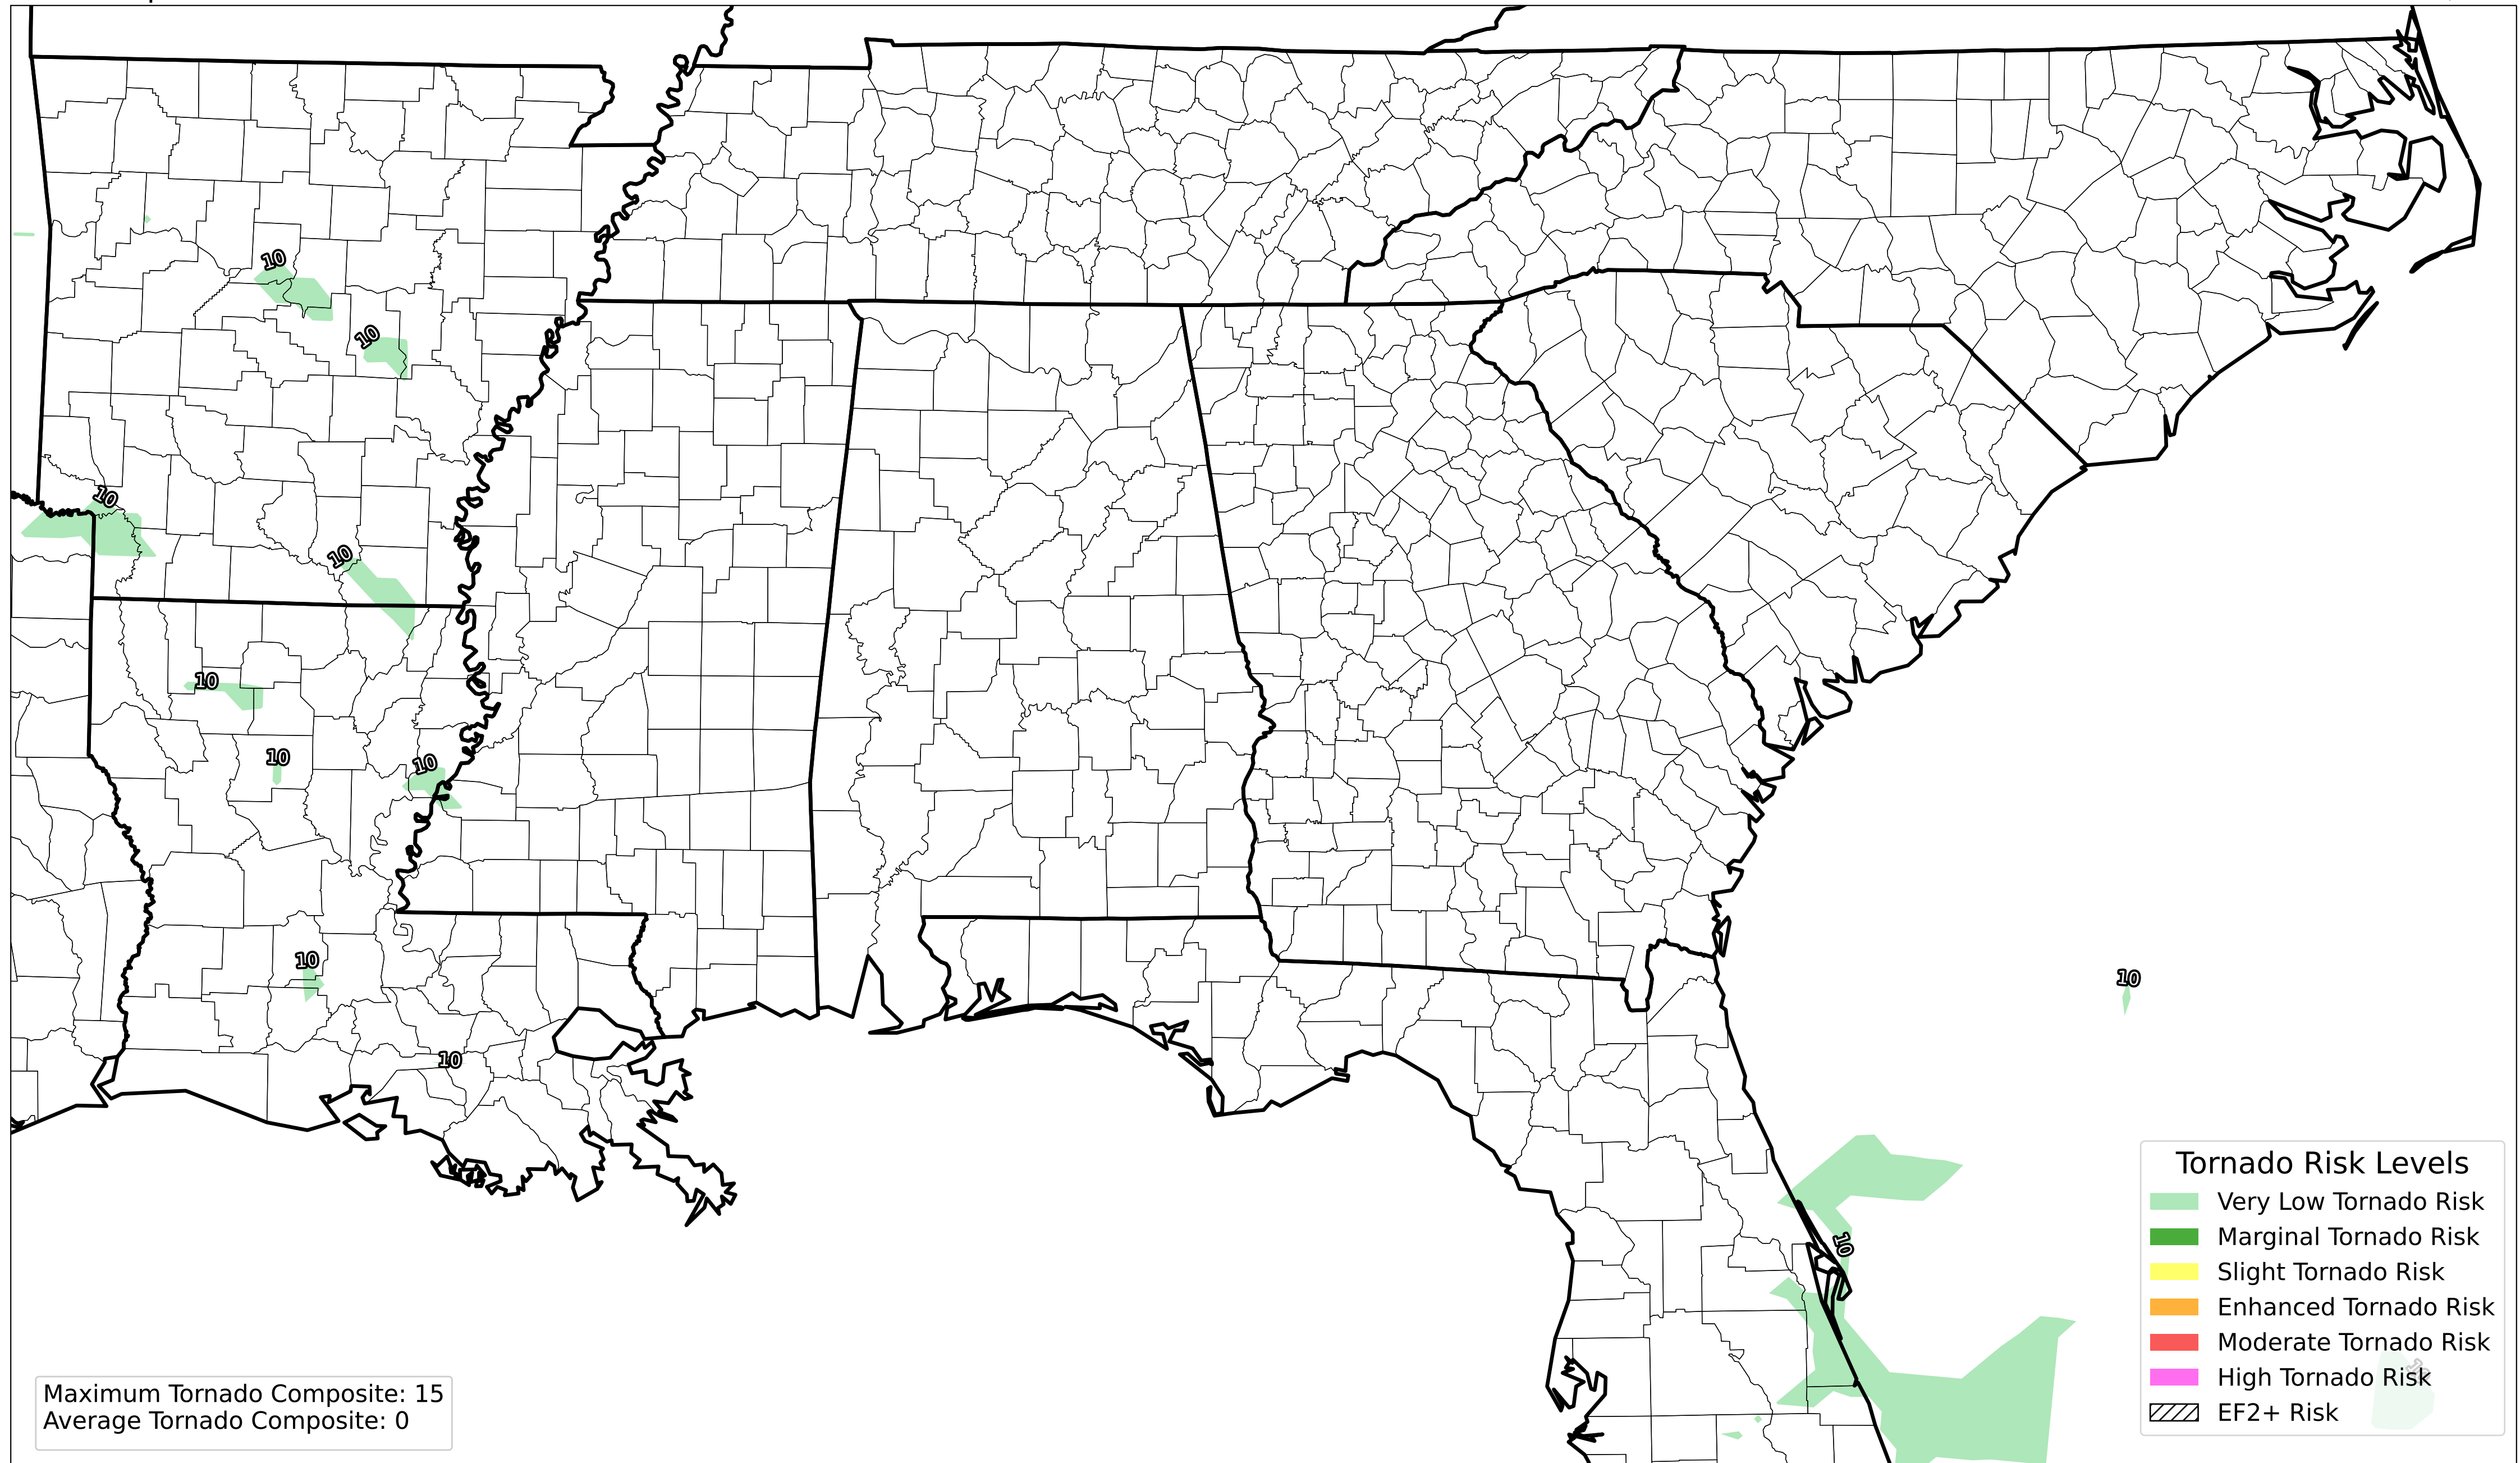 10
10
10
10
10
10
10
10
10
10
10
Tornado Risk Levels
Very Low Tornado Risk
Marginal Tornado Risk
Slight Tornado Risk
Enhanced Tornado Risk
Moderate Tornado Risk
High Tornado Risk
EF2+ Risk
Maximum Tornado Composite: 15
Average Tornado Composite: 0